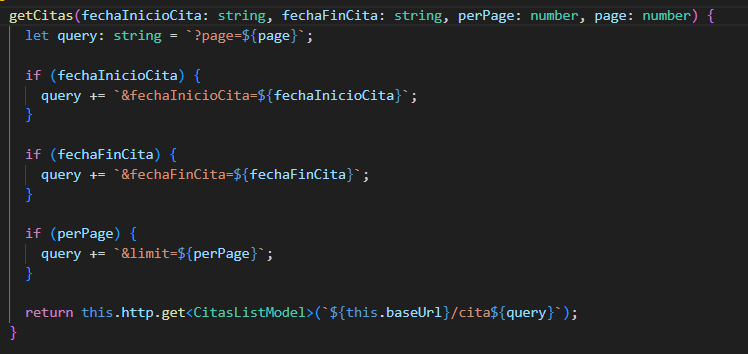 getCitas(fechaInicioCita: string, fechaFinCita: string, perPage: number, page: number) {
let query: string = `?page=${page}`;
if (fechaInicioCita) {
query += `&fechaInicioCita=${fechaInicioCita}`;
}
if (fechaFinCita) {
query += `&fechaFinCita=${fechaFinCita}`;
}
if (perPage) {
query += `&limit=${perPage}`;
}
return this.http.get<CitasListModel>(`${this.baseUrl}/cita${query}`);
}